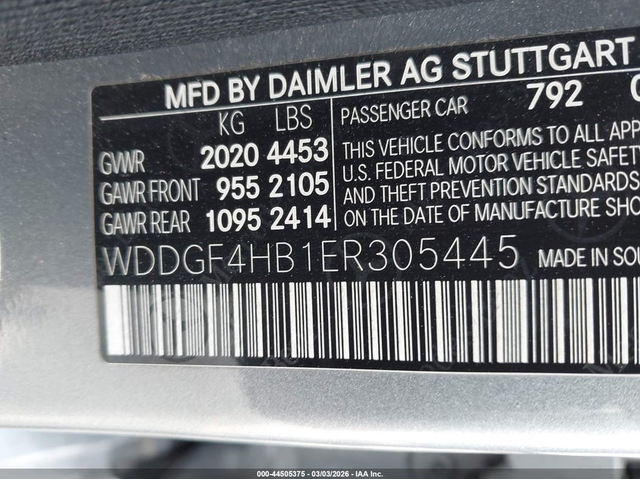 MFD BY DAIMLER AG STUTTGART
KG LBS
GVWR 2020 4453
GAWR FRONT 955 2105
GAWR REAR 1095 2414
PASSENGER CAR 792
THIS VEHICLE CONFORMS TO ALL APP
U.S. FEDERAL MOTOR VEHICLE SAFETY
AND THEFT PREVENTION STANDARDS
ON THE DATE OF MANUFACTURE SHO
WDDGF4HB1ER305445 MADE IN SOU
000-44505375 - 03/03/2026 - IAA Inc.